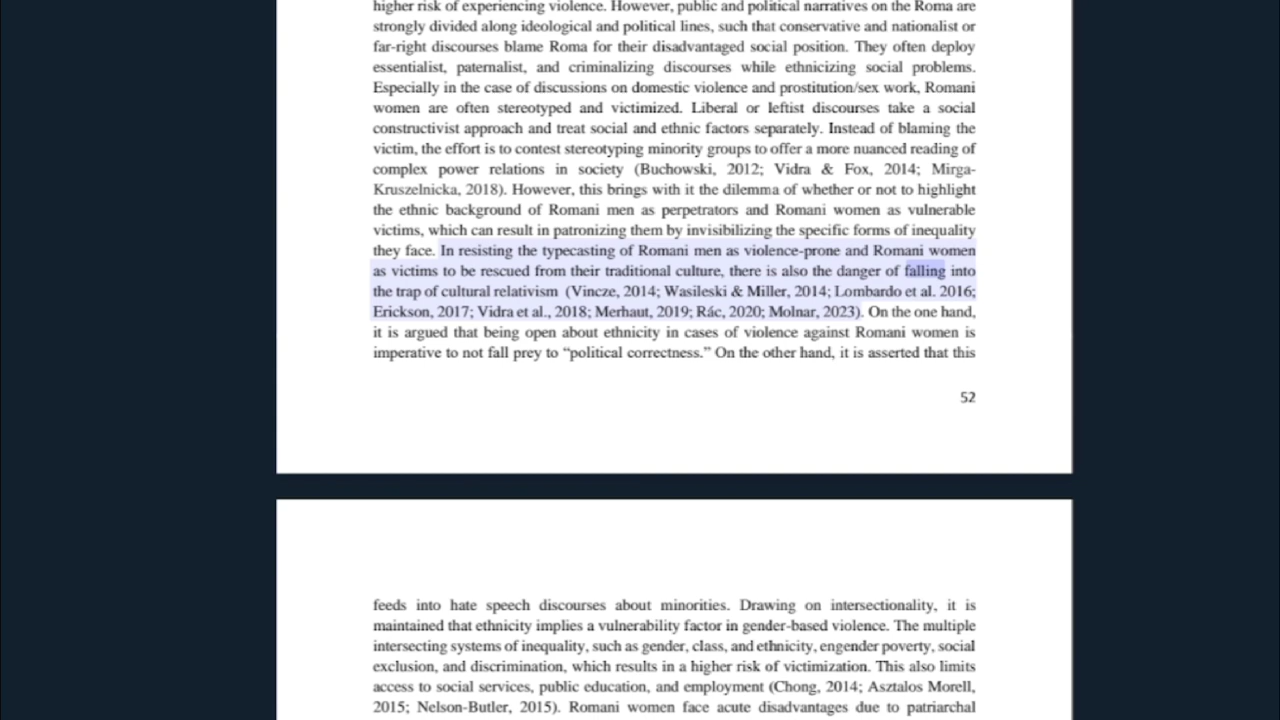 higher risk of experiencing violence. However, public and political narratives on the Roma are
strongly divided along ideological and political lines, such that conservative and nationalist or
far-right discourses blame Roma for their disadvantaged social position. They often deploy
essentialist, paternalist, and criminalizing discourses while ethnicizing social problems.
Especially in the case of discussions on domestic violence and prostitution/sex work, Romani
women are often stereotyped and victimized. Liberal or leftist discourses take a social
constructivist approach and treat social and ethnic factors separately. Instead of blaming the
victim, the effort is to contest stereotyping minority groups to offer a more nuanced reading of
complex power relations in society (Buchowski, 2012; Vidra & Fox, 2014; Mirga-
Kruszelnicka, 2018). However, this brings with it the dilemma of whether or not to highlight
the ethnic background of Romani men as perpetrators and Romani women as vulnerable
victims, which can result in patronizing them by invisibilizing the specific forms of inequality
they face. In resisting the typecasting of Romani men as violence-prone and Romani women
as victims to be rescued from their traditional culture, there is also the danger of falling into
the trap of cultural relativism (Vincze, 2014; Wasileski & Miller, 2014; Lombardo et al. 2016;
Erickson, 2017; Vidra et al., 2018; Merhaut, 2019; Rác, 2020; Molnar, 2023). On the one hand,
it is argued that being open about ethnicity in cases of violence against Romani women is
imperative to not fall prey to “political correctness.” On the other hand, it is asserted that this
52
feeds into hate speech discourses about minorities. Drawing on intersectionality, it is
maintained that ethnicity implies a vulnerability factor in gender-based violence. The multiple
intersecting systems of inequality, such as gender, class, and ethnicity, engender poverty, social
exclusion, and discrimination, which results in a higher risk of victimization. This also limits
access to social services, public education, and employment (Chong, 2014; Asztalos Morell,
2015; Nelson-Butler, 2015). Romani women face acute disadvantages due to patriarchal